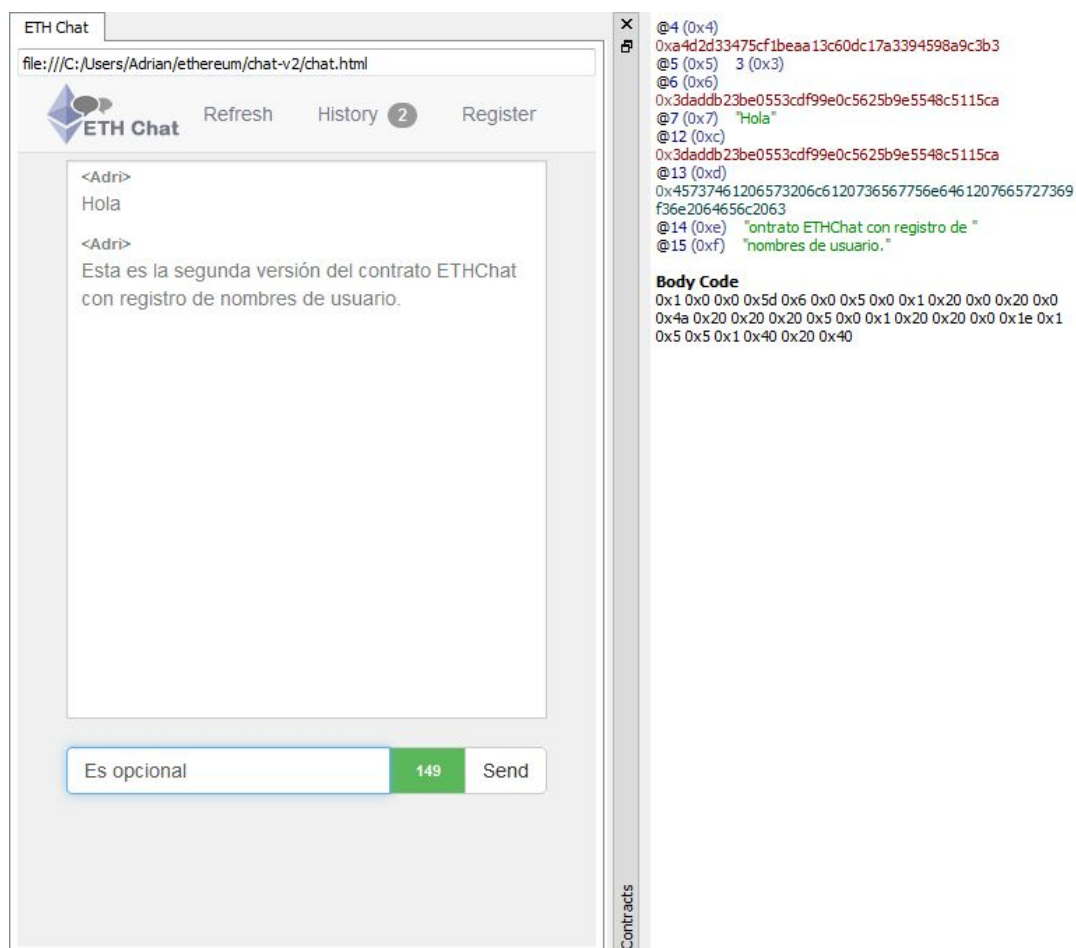 ETH Chat
file:///C:/Users/Adrian/ethereum/chat-v2/chat.html
ETH Chat
Refresh
History 2
Register
<Adri>
Hola
<Adri>
Esta es la segunda versión del contrato ETHChat
con registro de nombres de usuario.
Es opcional
149
Send
Contracts
@4 (0x4)
0xa4d2d33475cf1beaa13c60dc17a3394598a9c3b3
@5 (0x5) 3 (0x3)
@6 (0x6)
0x3daddb23be0553cdf99e0c5625b9e5548c5115ca
@7 (0x7) "Hola"
@12 (0xc)
0x3daddb23be0553cdf99e0c5625b9e5548c5115ca
@13 (0xd)
0x45737461206573206c6120736567756e6461207665727369
f36e2064656c2063
@14 (0xe) "ontrato ETHChat con registro de "
@15 (0xf) "nombres de usuario."
Body Code
0x1 0x0 0x0 0x5d 0x6 0x0 0x5 0x0 0x1 0x20 0x0 0x20 0x0
0x4a 0x20 0x20 0x20 0x5 0x0 0x1 0x20 0x20 0x0 0x1e 0x1
0x5 0x5 0x1 0x40 0x20 0x40